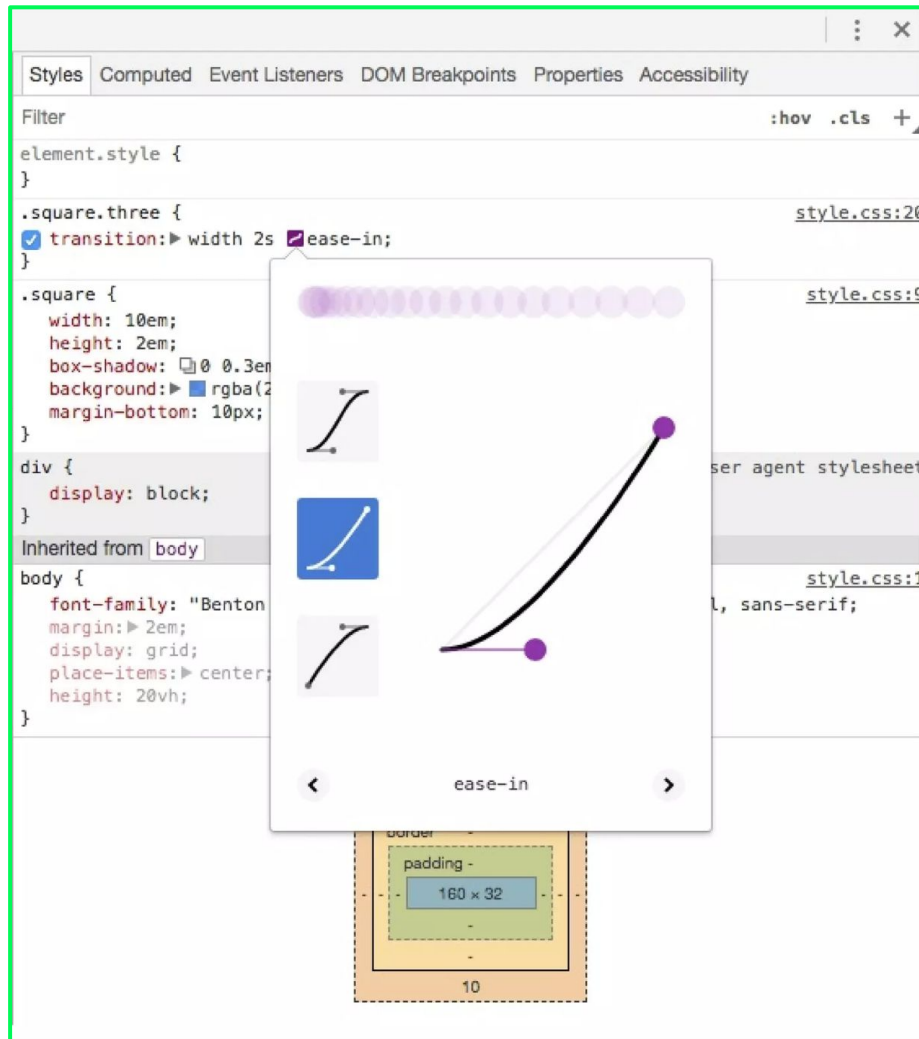 Styles Computed Event Listeners DOM Breakpoints Properties Accessibility
Filter :hov .cls +
element.style {
}
.square.three { style.css:20
transition: width 2s ease-in;
}
.square { style.css:9
width: 10em;
height: 2em;
box-shadow: 0 0.3em
background: rgba(2
margin-bottom: 10px;
}
div { ser agent stylesheet
display: block;
}
Inherited from body
body { style.css:1
font-family: "Benton l, sans-serif;
margin: 2em;
display: grid;
place-items: center;
height: 20vh;
}
ease-in
border -
padding -
160 × 32
-
-
10